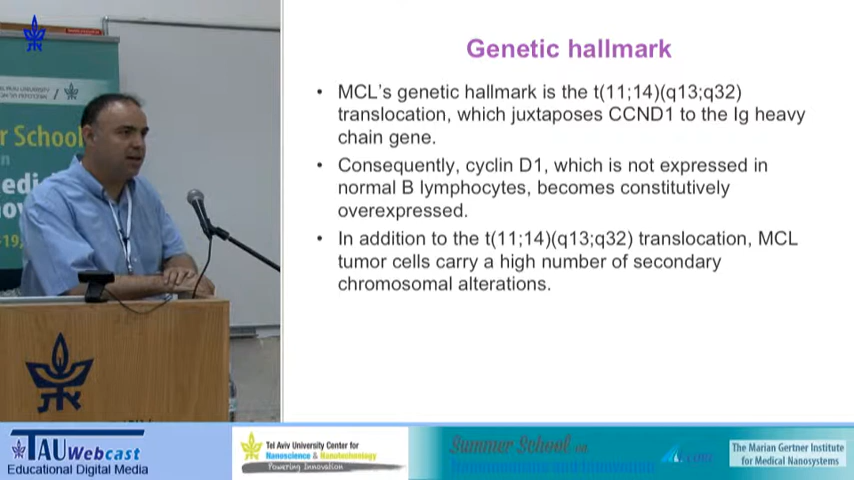 Genetic hallmark
• MCL's genetic hallmark is the t(11;14)(q13;q32)
translocation, which juxtaposes CCND1 to the Ig heavy
chain gene.
• Consequently, cyclin D1, which is not expressed in
normal B lymphocytes, becomes constitutively
overexpressed.
• In addition to the t(11;14)(q13;q32) translocation, MCL
tumor cells carry a high number of secondary
chromosomal alterations.
r School
TAU Webcast
Educational Digital Media
Tel Aviv University Center for
Nanoscience & Nanotechnology
Powering Innovation
Summer School on
The Marian Gertner Institute
for Medical Nanosystems